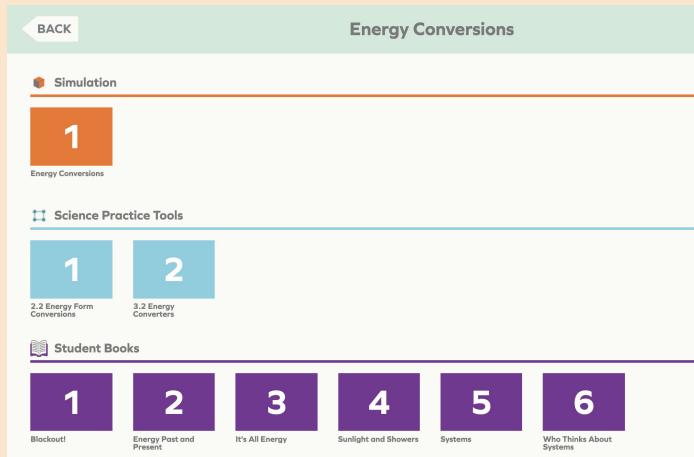 BACK
Energy Conversions
Simulation
1
Energy Conversions
Science Practice Tools
1
2.2 Energy Form
Conversions
2
3.2 Energy
Converters
Student Books
1
Blackout!
2
Energy Past and
Present
3
It's All Energy
4
Sunlight and Showers
5
Systems
6
Who Thinks About
Systems